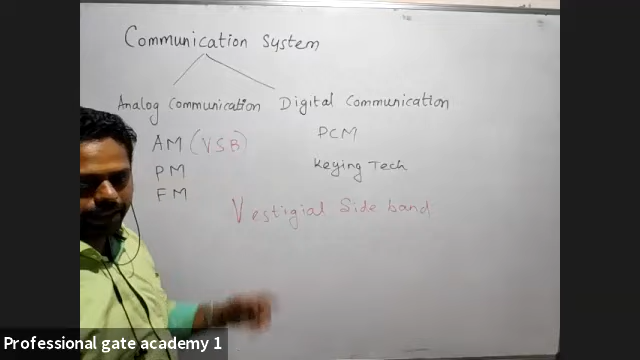 Communication System
Analog Communication Digital Communication
AM (VSB) PCM
PM Keying Tech
FM
Vestigial Side band
Professional gate academy 1